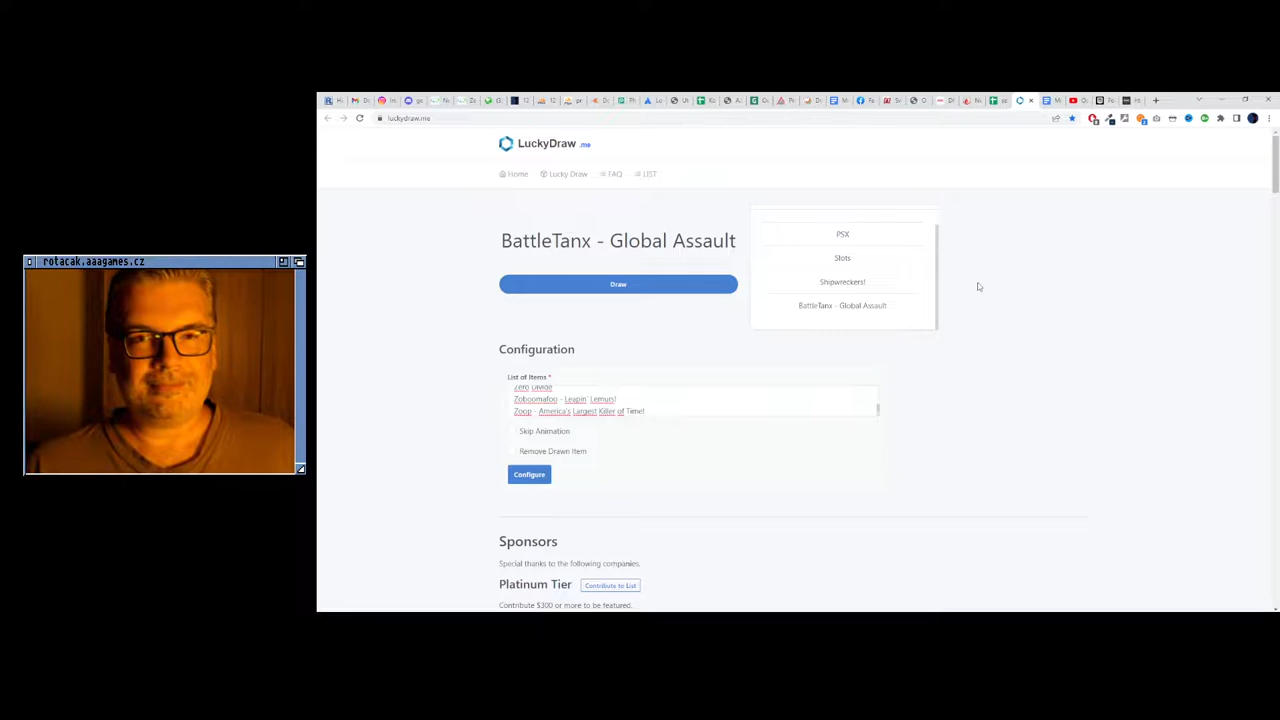 rotacak.aaagames.cz
luckydraw.me
LuckyDraw .me
Home Lucky Draw FAQ LIST
BattleTanx - Global Assault
Draw
PSX
Slots
Shipwreckers!
BattleTanx - Global Assault
Configuration
List of Items *
Zero Divide
Zoboomafoo - Leapin' Lemurs!
Zoop - America's Largest Killer of Time!
Skip Animation
Remove Drawn Item
Configure
Sponsors
Special thanks to the following companies.
Platinum Tier Contribute to List
Contribute $300 or more to be featured.